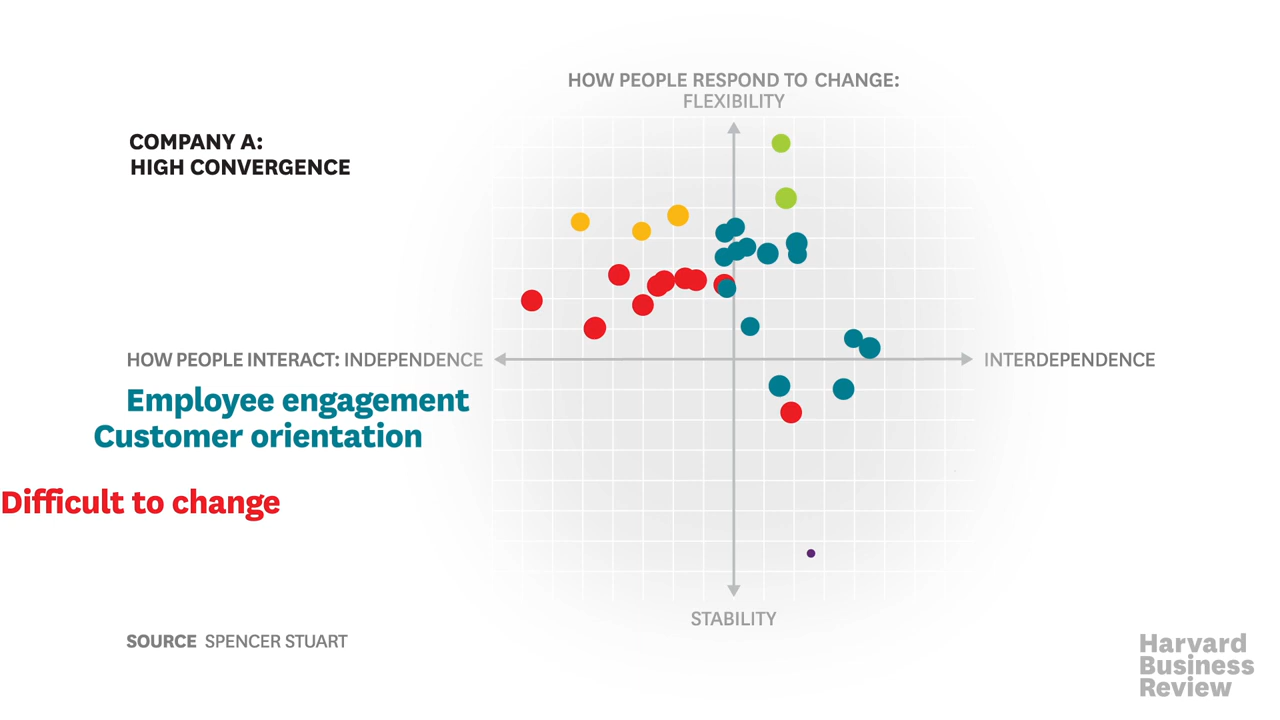 HOW PEOPLE RESPOND TO CHANGE:
FLEXIBILITY
COMPANY A:
HIGH CONVERGENCE
HOW PEOPLE INTERACT: INDEPENDENCE
INTERDEPENDENCE
Employee engagement
Customer orientation
Difficult to change
STABILITY
SOURCE SPENCER STUART
Harvard
Business
Review